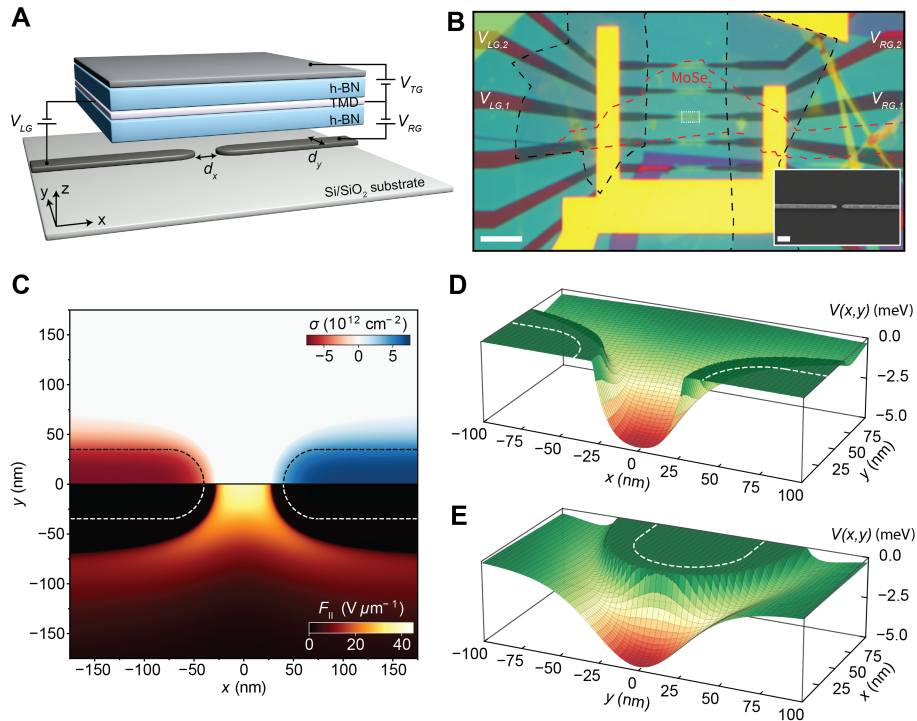 A
h-BN
TMD
h-BN
V_TG
V_LG
V_RG
d_x
d_y
Si/SiO₂ substrate
y
z
x
B
V_LG,2
V_RG,2
MoSe₂
V_LG,1
V_RG,1
C
σ (10¹² cm⁻²)
−5 0 5
150
100
50
0
−50
−100
−150
y (nm)
F_|| (V μm⁻¹)
0 20 40
−150 −100 −50 0 50 100 150
x (nm)
D
V(x,y) (meV)
0.0
−2.5
−5.0
−100 −75 −50 −25 0 25 50 75 100
x (nm)
25 50 75
y (nm)
E
V(x,y) (meV)
0.0
−2.5
−5.0
−100 −75 −50 −25 0 25 50 75 100
y (nm)
25 50 75
x (nm)